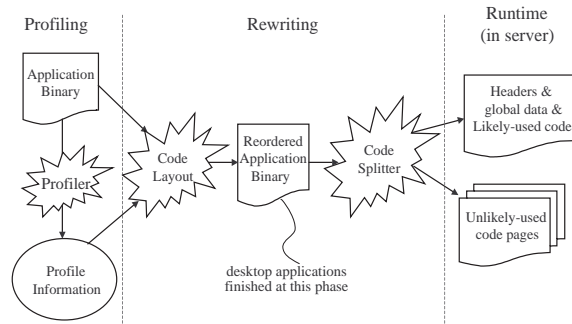 Profiling
Rewriting
Runtime
(in server)
Application
Binary
Profiler
Profile
Information
Code
Layout
Reordered
Application
Binary
Code
Splitter
Headers &
global data &
Likely-used code
Unlikely-used
code pages
desktop applications
finished at this phase